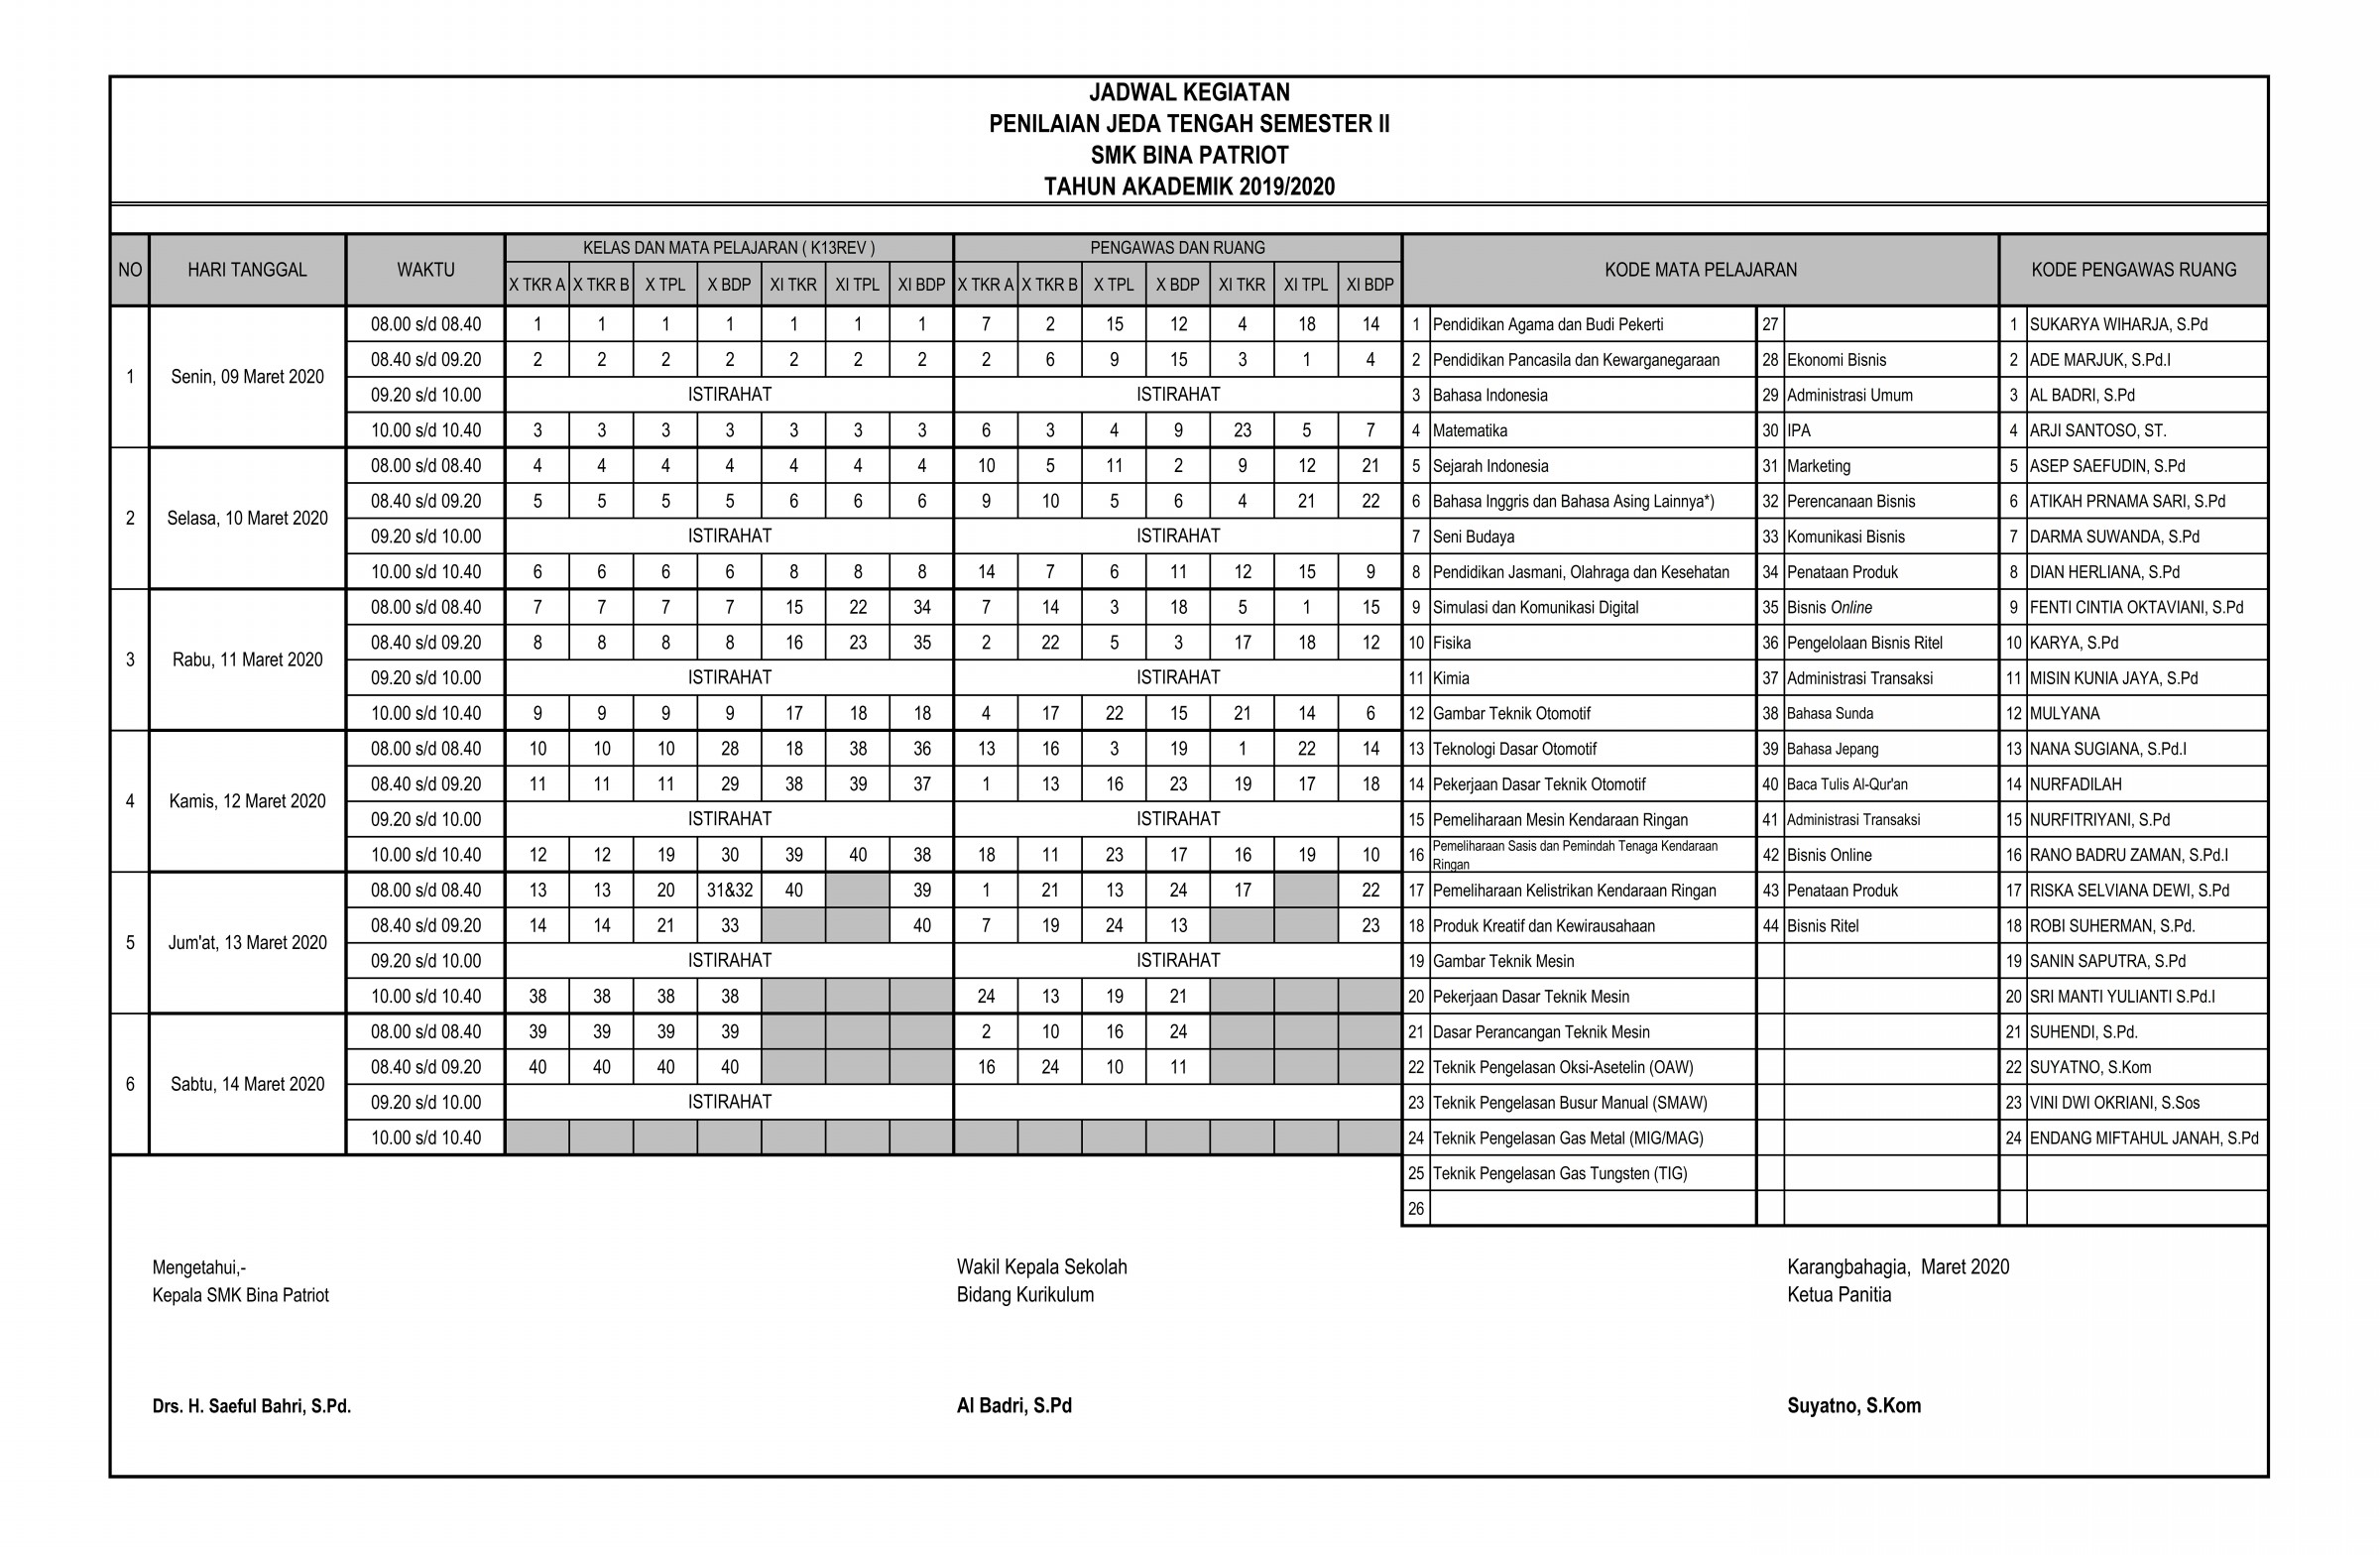 JADWAL KEGIATAN
PENILAIAN JEDA TENGAH SEMESTER II
SMK BINA PATRIOT
TAHUN AKADEMIK 2019/2020
NO HARI TANGGAL WAKTU KELAS DAN MATA PELAJARAN ( K13REV ) PENGAWAS DAN RUANG KODE MATA PELAJARAN KODE PENGAWAS RUANG
X TKR A X TKR B X TPL X BDP XI TKR XI TPL XI BDP X TKR A X TKR B X TPL X BDP XI TKR XI TPL XI BDP
08.00 s/d 08.40 1 1 1 1 1 1 1 7 2 15 12 4 18 14 1 Pendidikan Agama dan Budi Pekerti 27 1 SUKARYA WIHARJA, S.Pd
1 Senin, 09 Maret 2020 08.40 s/d 09.20 2 2 2 2 2 2 2 2 6 9 15 3 1 4 2 Pendidikan Pancasila dan Kewarganegaraan 28 Ekonomi Bisnis 2 ADE MARJUK, S.Pd.I
09.20 s/d 10.00 ISTIRAHAT ISTIRAHAT 3 Bahasa Indonesia 29 Administrasi Umum 3 AL BADRI, S.Pd
10.00 s/d 10.40 3 3 3 3 3 3 3 6 3 4 9 23 5 7 4 Matematika 30 IPA 4 ARJI SANTOSO, ST.
08.00 s/d 08.40 4 4 4 4 4 4 4 10 5 11 2 9 12 21 5 Sejarah Indonesia 31 Marketing 5 ASEP SAEFUDIN, S.Pd
2 Selasa, 10 Maret 2020 08.40 s/d 09.20 5 5 5 5 6 6 6 9 10 5 6 4 21 22 6 Bahasa Inggris dan Bahasa Asing Lainnya*) 32 Perencanaan Bisnis 6 ATIKAH PRNAMA SARI, S.Pd
09.20 s/d 10.00 ISTIRAHAT ISTIRAHAT 7 Seni Budaya 33 Komunikasi Bisnis 7 DARMA SUWANDA, S.Pd
10.00 s/d 10.40 6 6 6 6 8 8 8 14 7 6 11 12 15 9 8 Pendidikan Jasmani, Olahraga dan Kesehatan 34 Penataan Produk 8 DIAN HERLIANA, S.Pd
08.00 s/d 08.40 7 7 7 7 15 22 34 7 14 3 18 5 1 15 9 Simulasi dan Komunikasi Digital 35 Bisnis Online 9 FENTI CINTIA OKTAVIANI, S.Pd
3 Rabu, 11 Maret 2020 08.40 s/d 09.20 8 8 8 8 16 23 35 2 22 5 3 17 18 12 10 Fisika 36 Pengelolaan Bisnis Ritel 10 KARYA, S.Pd
09.20 s/d 10.00 ISTIRAHAT ISTIRAHAT 11 Kimia 37 Administrasi Transaksi 11 MISIN KUNIA JAYA, S.Pd
10.00 s/d 10.40 9 9 9 9 17 18 18 4 17 22 15 21 14 6 12 Gambar Teknik Otomotif 38 Bahasa Sunda 12 MULYANA
08.00 s/d 08.40 10 10 10 28 18 38 36 13 16 3 19 1 22 14 13 Teknologi Dasar Otomotif 39 Bahasa Jepang 13 NANA SUGIANA, S.Pd.I
4 Kamis, 12 Maret 2020 08.40 s/d 09.20 11 11 11 29 38 39 37 1 13 16 23 19 17 18 14 Pekerjaan Dasar Teknik Otomotif 40 Baca Tulis Al-Qur'an 14 NURFADILAH
09.20 s/d 10.00 ISTIRAHAT ISTIRAHAT 15 Pemeliharaan Mesin Kendaraan Ringan 41 Administrasi Transaksi 15 NURFITRIYANI, S.Pd
10.00 s/d 10.40 12 12 19 30 39 40 38 18 11 23 17 16 19 10 16 Pemeliharaan Sasis dan Pemindah Tenaga Kendaraan Ringan 42 Bisnis Online 16 RANO BADRU ZAMAN, S.Pd.I
08.00 s/d 08.40 13 13 20 31&32 40 39 1 21 13 24 17 22 17 Pemeliharaan Kelistrikan Kendaraan Ringan 43 Penataan Produk 17 RISKA SELVIANA DEWI, S.Pd
5 Jum'at, 13 Maret 2020 08.40 s/d 09.20 14 14 21 33 40 7 19 24 13 23 18 Produk Kreatif dan Kewirausahaan 44 Bisnis Ritel 18 ROBI SUHERMAN, S.Pd.
09.20 s/d 10.00 ISTIRAHAT ISTIRAHAT 19 Gambar Teknik Mesin 19 SANIN SAPUTRA, S.Pd
10.00 s/d 10.40 38 38 38 38 24 13 19 21 20 Pekerjaan Dasar Teknik Mesin 20 SRI MANTI YULIANTI S.Pd.I
08.00 s/d 08.40 39 39 39 39 2 10 16 24 21 Dasar Perancangan Teknik Mesin 21 SUHENDI, S.Pd.
6 Sabtu, 14 Maret 2020 08.40 s/d 09.20 40 40 40 40 16 24 10 11 22 Teknik Pengelasan Oksi-Asetelin (OAW) 22 SUYATNO, S.Kom
09.20 s/d 10.00 ISTIRAHAT 23 Teknik Pengelasan Busur Manual (SMAW) 23 VINI DWI OKRIANI, S.Sos
10.00 s/d 10.40 24 Teknik Pengelasan Gas Metal (MIG/MAG) 24 ENDANG MIFTAHUL JANAH, S.Pd
25 Teknik Pengelasan Gas Tungsten (TIG)
26
Mengetahui,- Wakil Kepala Sekolah Karangbahagia, Maret 2020
Kepala SMK Bina Patriot Bidang Kurikulum Ketua Panitia
Drs. H. Saeful Bahri, S.Pd. Al Badri, S.Pd Suyatno, S.Kom